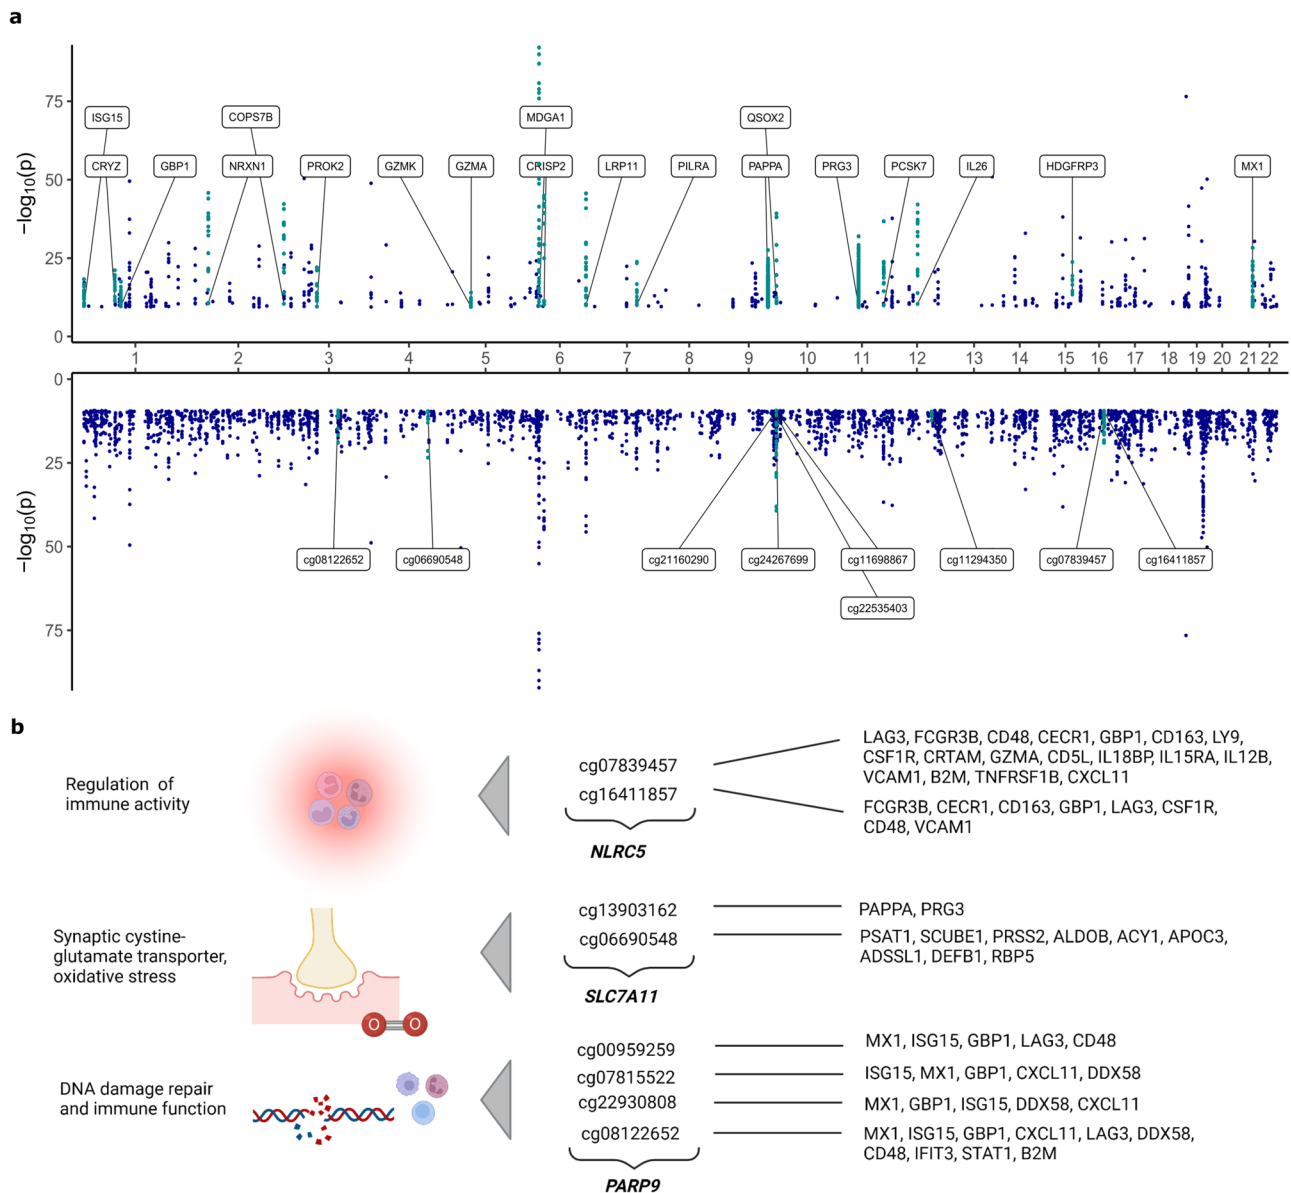 a
75
50
25
0
−log10(p)
ISG15
COPS7B
MDGA1
QSOX2
CRYZ
GBP1
NRXN1
PROK2
GZMK
GZMA
CRISP2
LRP11
PILRA
PAPPA
PRG3
PCSK7
IL26
HDGFRP3
MX1
1 2 3 4 5 6 7 8 9 10 11 12 13 14 15 16 17 18 19 20 21 22
0
25
50
75
−log10(p)
cg08122652
cg06690548
cg21160290
cg24267699
cg11698867
cg11294350
cg07839457
cg16411857
cg22535403
b
Regulation of
immune activity
cg07839457
cg16411857
NLRC5
LAG3, FCGR3B, CD48, CECR1, GBP1, CD163, LY9,
CSF1R, CRTAM, GZMA, CD5L, IL18BP, IL15RA, IL12B,
VCAM1, B2M, TNFRSF1B, CXCL11
FCGR3B, CECR1, CD163, GBP1, LAG3, CSF1R,
CD48, VCAM1
Synaptic cystine-
glutamate transporter,
oxidative stress
O O
cg13903162
cg06690548
SLC7A11
PAPPA, PRG3
PSAT1, SCUBE1, PRSS2, ALDOB, ACY1, APOC3,
ADSSL1, DEFB1, RBP5
DNA damage repair
and immune function
cg00959259
cg07815522
cg22930808
cg08122652
PARP9
MX1, ISG15, GBP1, LAG3, CD48
ISG15, MX1, GBP1, CXCL11, DDX58
MX1, GBP1, ISG15, DDX58, CXCL11
MX1, ISG15, GBP1, CXCL11, LAG3, DDX58,
CD48, IFIT3, STAT1, B2M